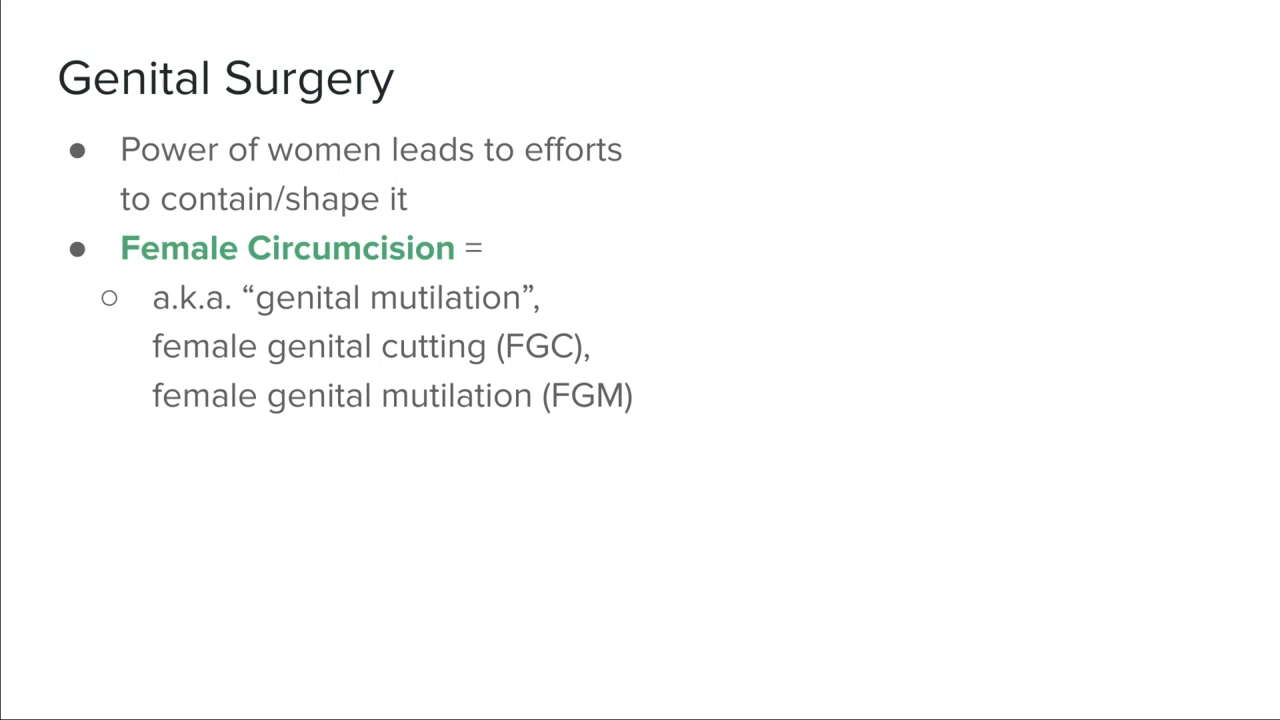 Genital Surgery
● Power of women leads to efforts
to contain/shape it
● Female Circumcision =
○ a.k.a. “genital mutilation”,
female genital cutting (FGC),
female genital mutilation (FGM)